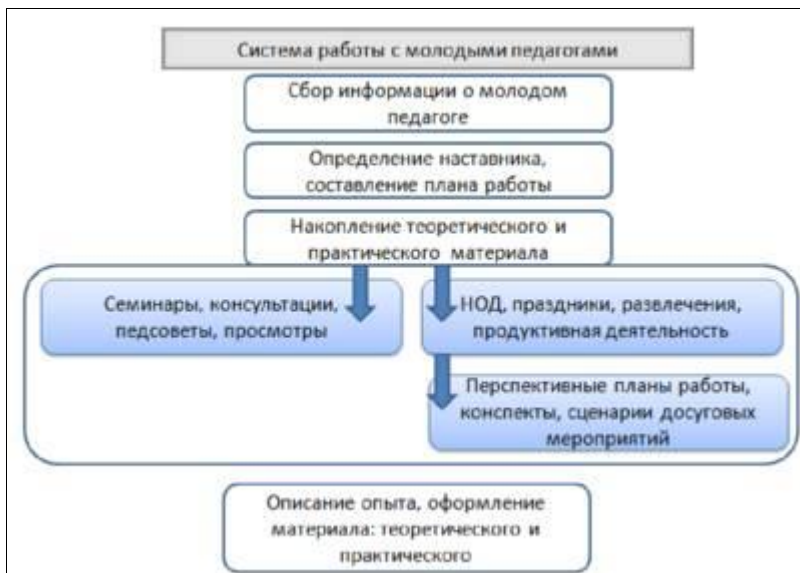 Система работы с молодыми педагогами
Сбор информации о молодом
педагоге
Определение наставника,
составление плана работы
Накопление теоретического и
практического материала
Семинары, консультации,
педсоветы, просмотры
НОД, праздники, развлечения,
продуктивная деятельность
Перспективные планы работы,
конспекты, сценарии досуговых
мероприятий
Описание опыта, оформление
материала: теоретического и
практического